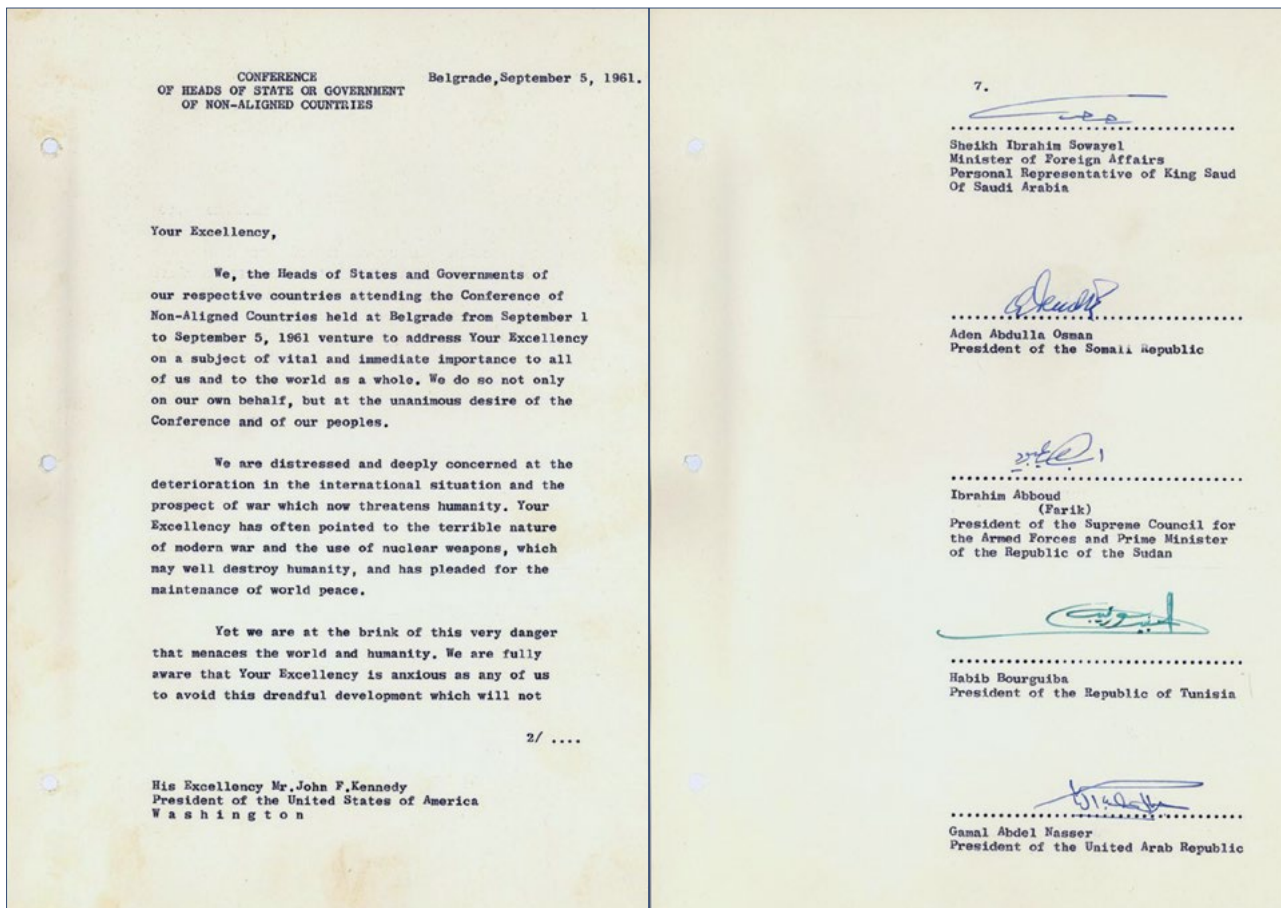 CONFERENCE
OF HEADS OF STATE OR GOVERNMENT
OF NON-ALIGNED COUNTRIES
Belgrade,September 5, 1961.
Your Excellency,
We, the Heads of States and Governments of
our respective countries attending the Conference of
Non-Aligned Countries held at Belgrade from September 1
to September 5, 1961 venture to address Your Excellency
on a subject of vital and immediate importance to all
of us and to the world as a whole. We do so not only
on our own behalf, but at the unanimous desire of the
Conference and of our peoples.
We are distressed and deeply concerned at the
deterioration in the international situation and the
prospect of war which now threatens humanity. Your
Excellency has often pointed to the terrible nature
of modern war and the use of nuclear weapons, which
may well destroy humanity, and has pleaded for the
maintenance of world peace.
Yet we are at the brink of this very danger
that menaces the world and humanity. We are fully
aware that Your Excellency is anxious as any of us
to avoid this dreadful development which will not
2/ ....
His Excellency Mr.John F.Kennedy
President of the United States of America
W a s h i n g t o n
7.
Sheikh Ibrahim Sowayel
Minister of Foreign Affairs
Personal Representative of King Saud
Of Saudi Arabia
Aden Abdulla Osman
President of the Somali Republic
Ibrahim Abboud
(Farik)
President of the Supreme Council for
the Armed Forces and Prime Minister
of the Republic of the Sudan
Habib Bourguiba
President of the Republic of Tunisia
Gamal Abdel Nasser
President of the United Arab Republic